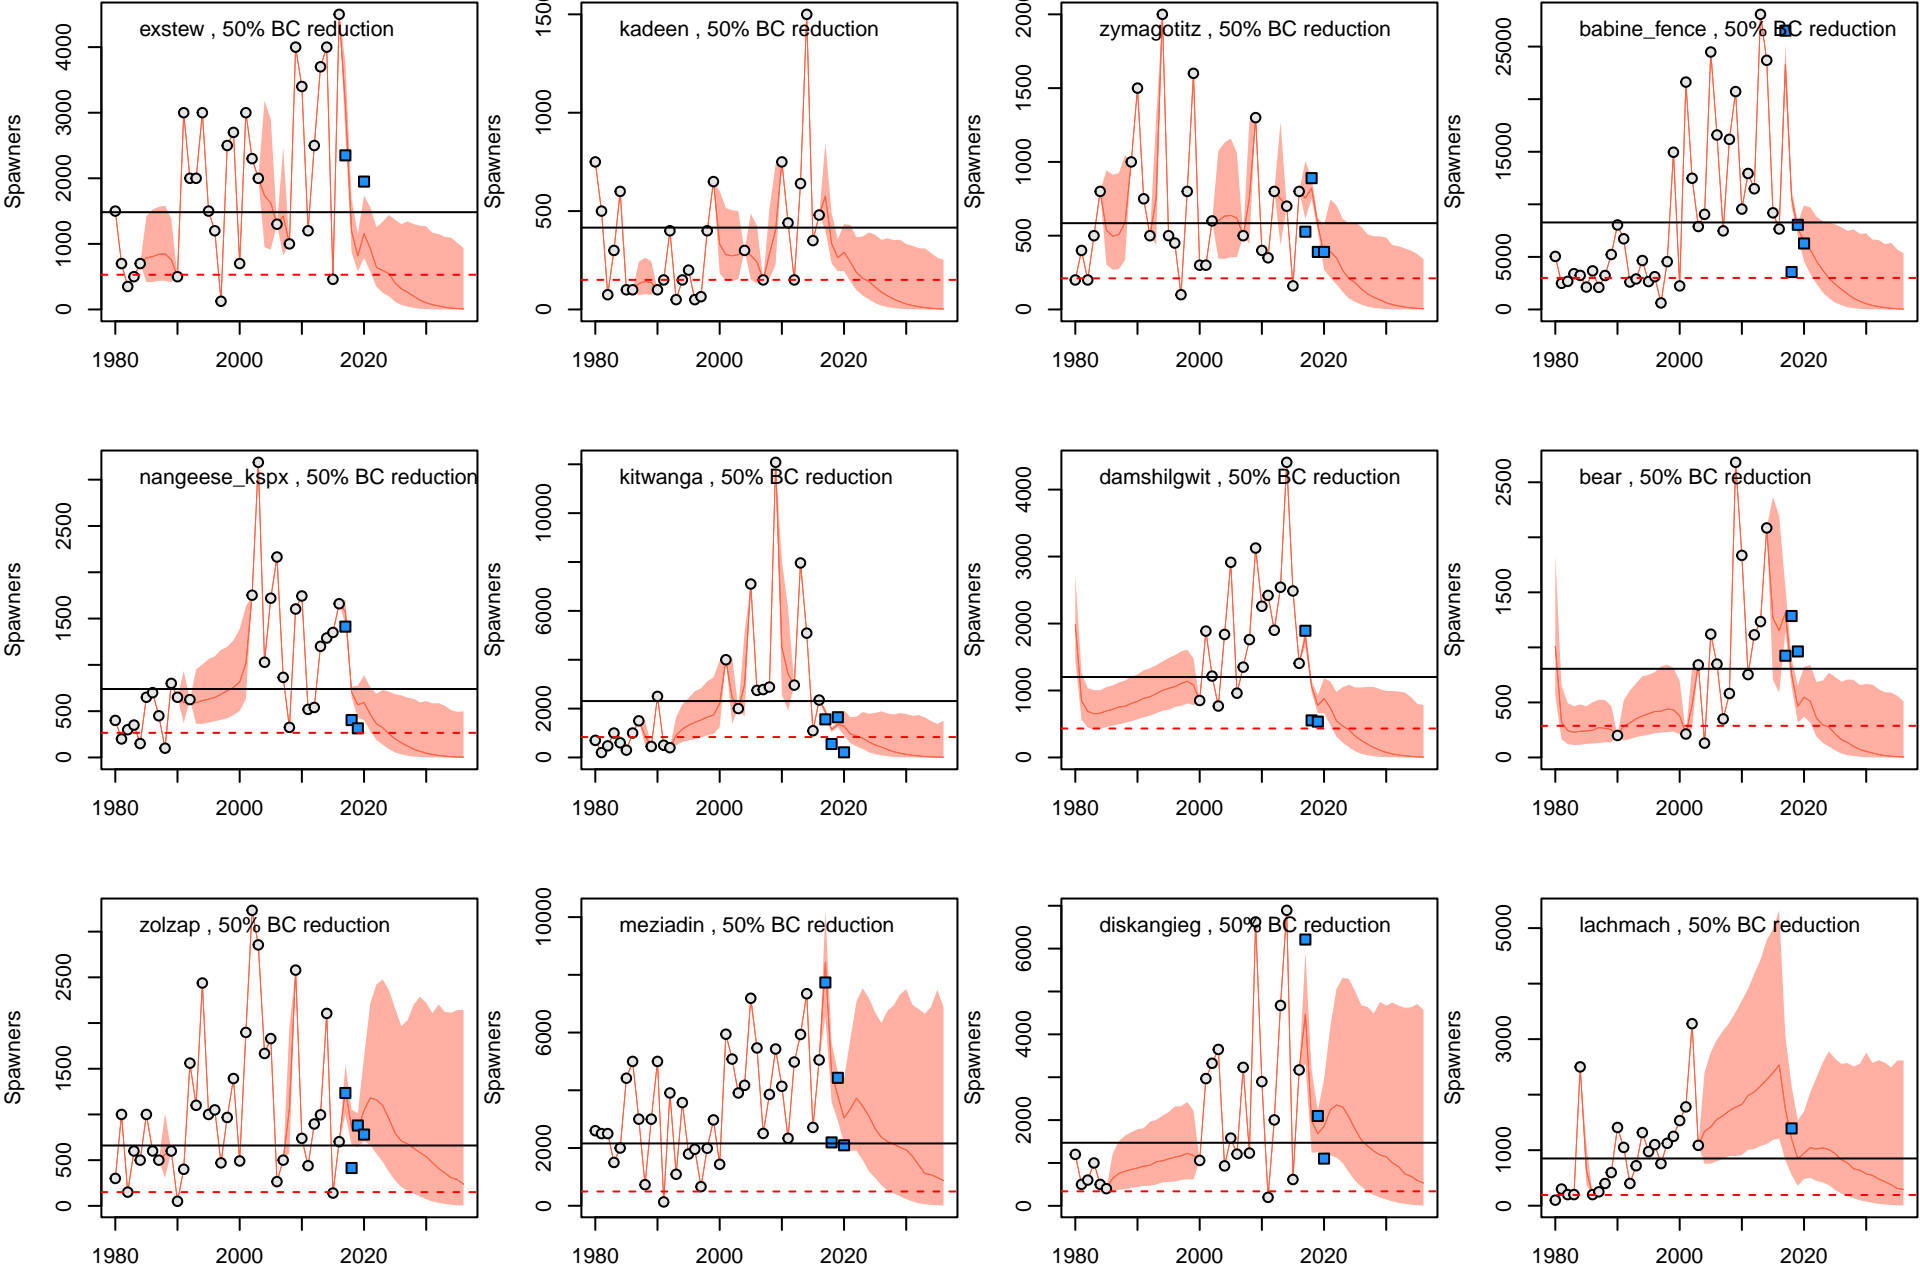 exstew , 50% BC reduction
Spawners
0 1000 2000 3000 4000
1980 2000 2020
kadeen , 50% BC reduction
Spawners
0 500 1000 1500
1980 2000 2020
zymagotitz , 50% BC reduction
Spawners
0 500 1000 1500 2000
1980 2000 2020
babine_fence , 50% BC reduction
Spawners
0 5000 15000 25000
1980 2000 2020
nangeese_kspx , 50% BC reduction
Spawners
0 500 1500 2500
1980 2000 2020
kitwanga , 50% BC reduction
Spawners
0 2000 6000 10000
1980 2000 2020
damshilgwit , 50% BC reduction
Spawners
0 1000 2000 3000 4000
1980 2000 2020
bear , 50% BC reduction
Spawners
0 500 1500 2500
1980 2000 2020
zolzap , 50% BC reduction
Spawners
0 500 1500 2500
1980 2000 2020
meziadin , 50% BC reduction
Spawners
0 2000 6000 10000
1980 2000 2020
diskangieg , 50% BC reduction
Spawners
0 2000 4000 6000
1980 2000 2020
lachmach , 50% BC reduction
Spawners
0 1000 3000 5000
1980 2000 2020